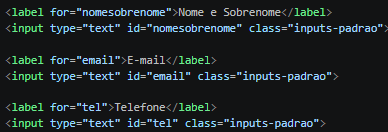 <label for="nomesobrenome">Nome e Sobrenome</label>
<input type="text" id="nomesobrenome" class="inputs-padrao">
<label for="email">E-mail</label>
<input type="text" id="email" class="inputs-padrao">
<label for="tel">Telefone</label>
<input type="text" id="tel" class="inputs-padrao">